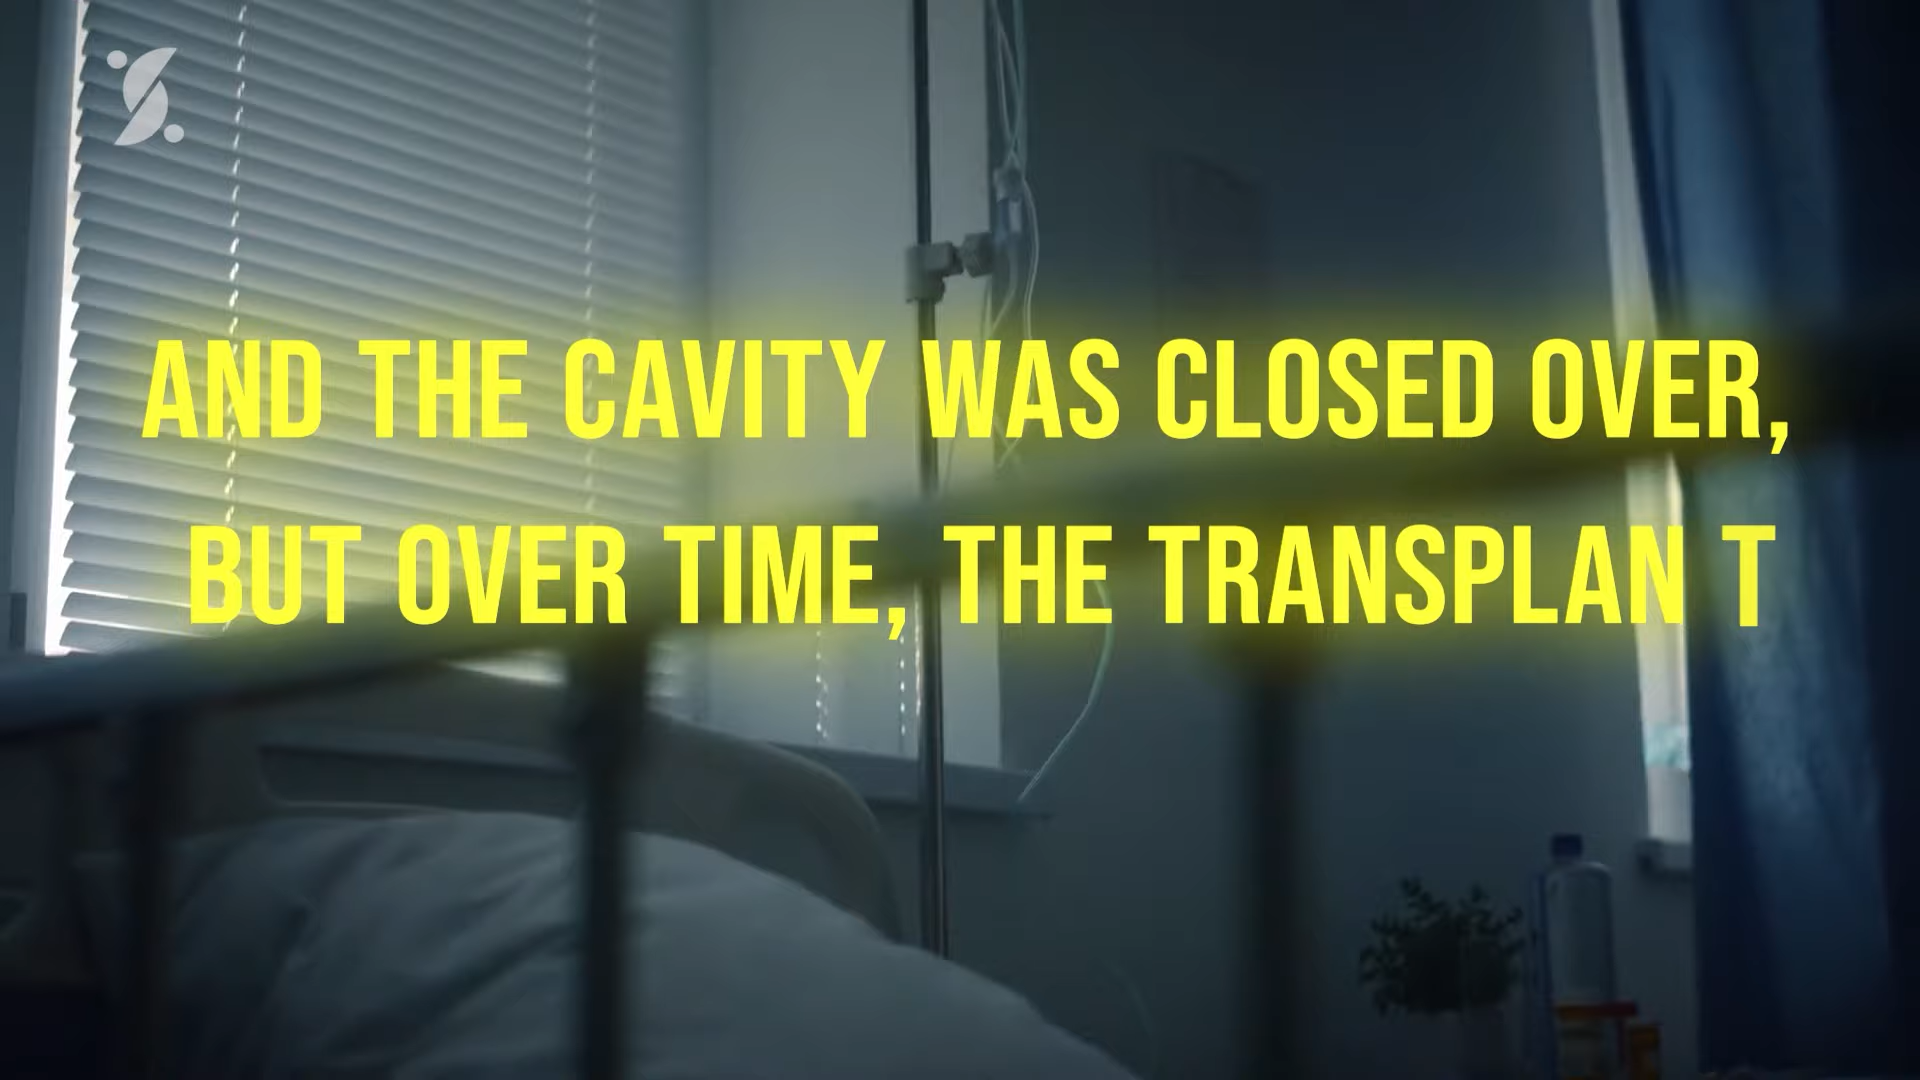 AND THE CAVITY WAS CLOSED OVER,
BUT OVER TIME, THE TRANSPLAN T